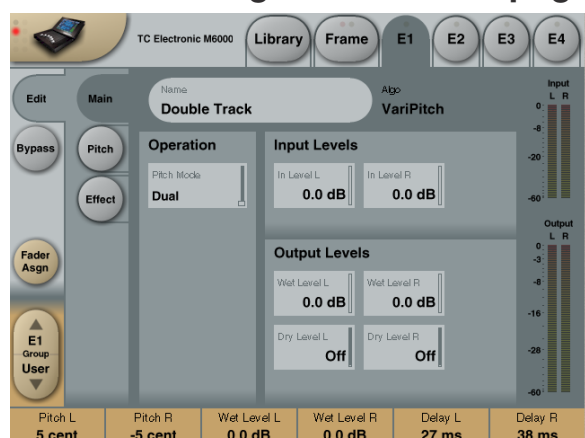 TC Electronic M6000
Library
Frame
E1
E2
E3
E4
Edit
Main
Name
Double Track
Algo
VariPitch
Input
L R
0
-8
-20
-60
Bypass
Pitch
Effect
Operation
Pitch Mode
Dual
Input Levels
In Level L
0.0 dB
In Level R
0.0 dB
Output Levels
Wet Level L
0.0 dB
Wet Level R
0.0 dB
Dry Level L
Off
Dry Level R
Off
Output
L R
0
-3
-8
-16
-28
-60
Fader
Asgn
E1
Group
User
Pitch L
5 cent
Pitch R
-5 cent
Wet Level L
0.0 dB
Wet Level R
0.0 dB
Delay L
27 ms
Delay R
38 ms